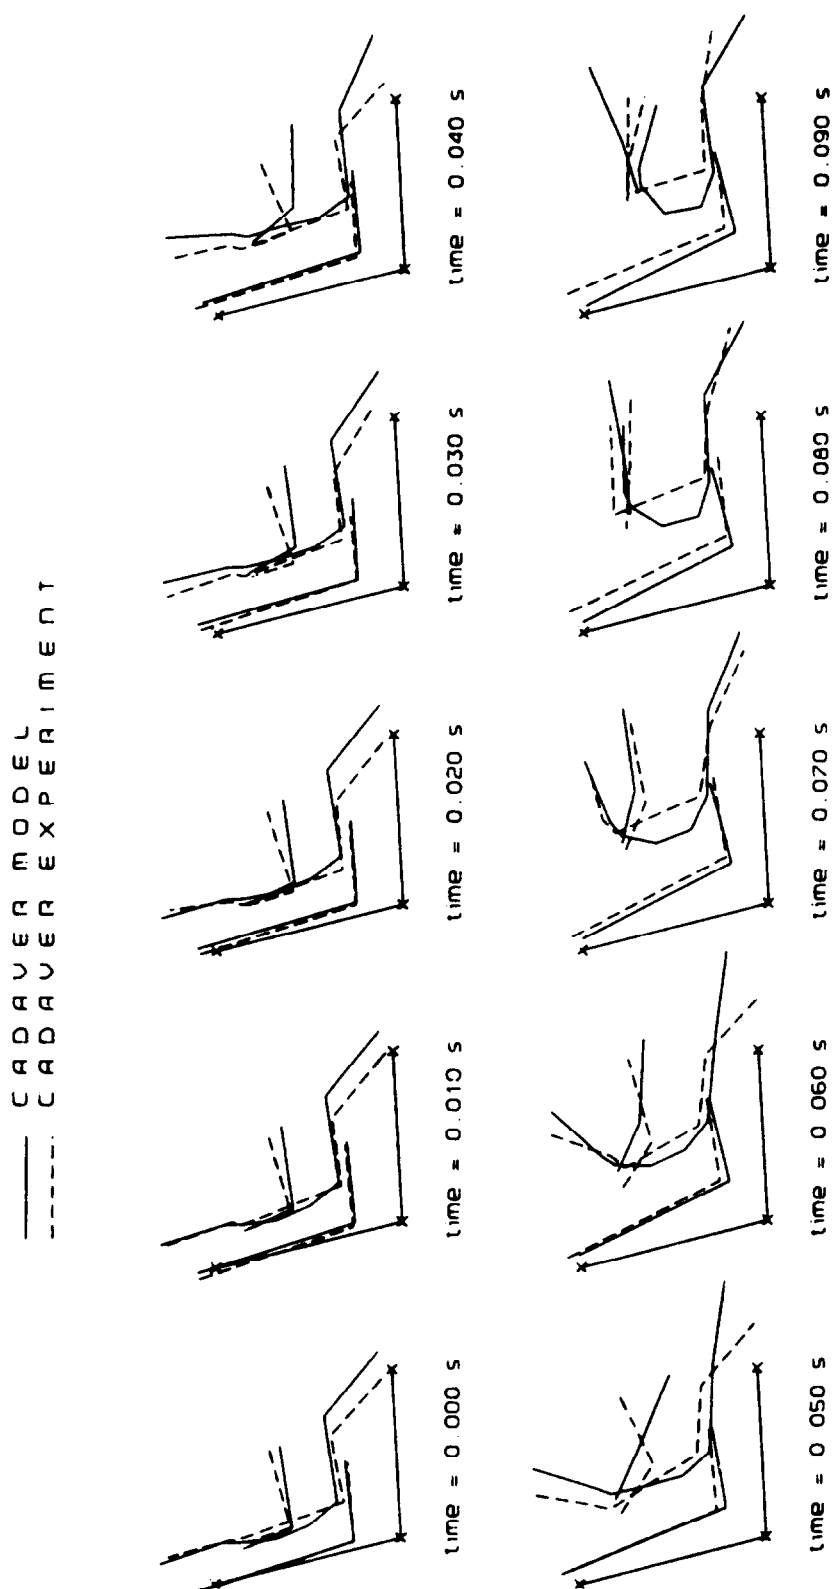 CADAVER MODEL
CADAVER EXPERIMENT
time = 0.000 s
time = 0.010 s
time = 0.020 s
time = 0.030 s
time = 0.040 s
time = 0 050 s
time = 0 060 s
time = 0.070 s
time = 0.080 s
time = 0.090 s